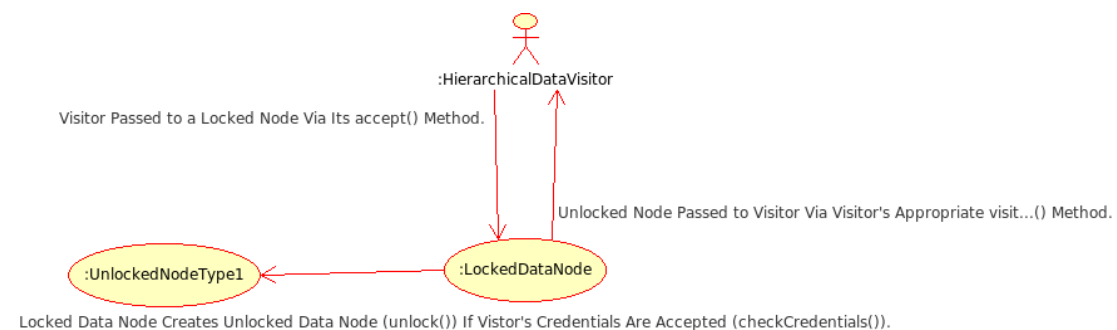 :HierarchicalDataVisitor
Visitor Passed to a Locked Node Via Its accept() Method.
Unlocked Node Passed to Visitor Via Visitor's Appropriate visit...() Method.
:UnlockedNodeType1
:LockedDataNode
Locked Data Node Creates Unlocked Data Node (unlock()) If Vistor's Credentials Are Accepted (checkCredentials()).